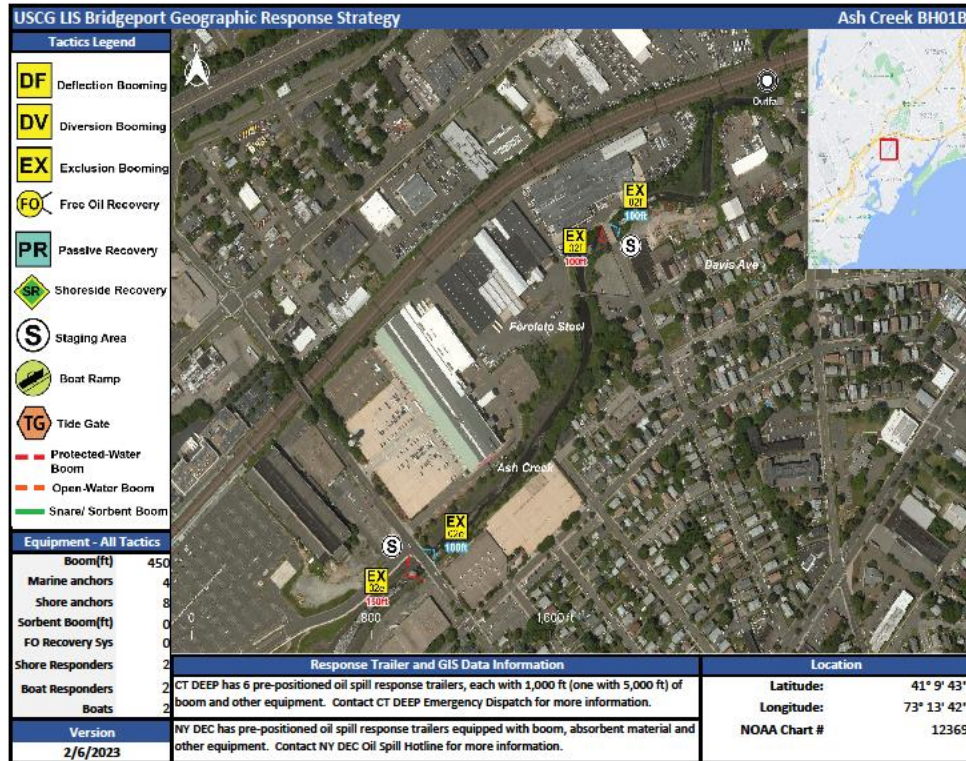 USCG LIS Bridgeport Geographic Response Strategy
Ash Creek BH01B
Tactics Legend
DF Deflection Booming
DV Diversion Booming
EX Exclusion Booming
FO Free Oil Recovery
PR Passive Recovery
SR Shoreside Recovery
S Staging Area
Boat Ramp
TG Tide Gate
Protected-Water
Boom
Open-Water Boom
Snare/ Sorbent Boom
Equipment - All Tactics
Boom(ft) 450
Marine anchors 4
Shore anchors 8
Sorbent Boom(ft) 0
FO Recovery Sys 0
Shore Responders 2
Boat Responders 2
Boats 2
Version
2/6/2023
N
Outfall
EX
02f
100ft
S
EX
02f
100ft
Davis Ave
Ferolato Steel
Ash Creek
EX
100ft
S
EX
02e
150ft
0
800
1,600 ft
Response Trailer and GIS Data Information
CT DEEP has 6 pre-positioned oil spill response trailers, each with 1,000 ft (one with 5,000 ft) of
boom and other equipment. Contact CT DEEP Emergency Dispatch for more information.
NY DEC has pre-positioned oil spill response trailers equipped with boom, absorbent material and
other equipment. Contact NY DEC Oil Spill Hotline for more information.
Location
Latitude: 41° 9' 43"
Longitude: 73° 13' 42"
NOAA Chart # 12369